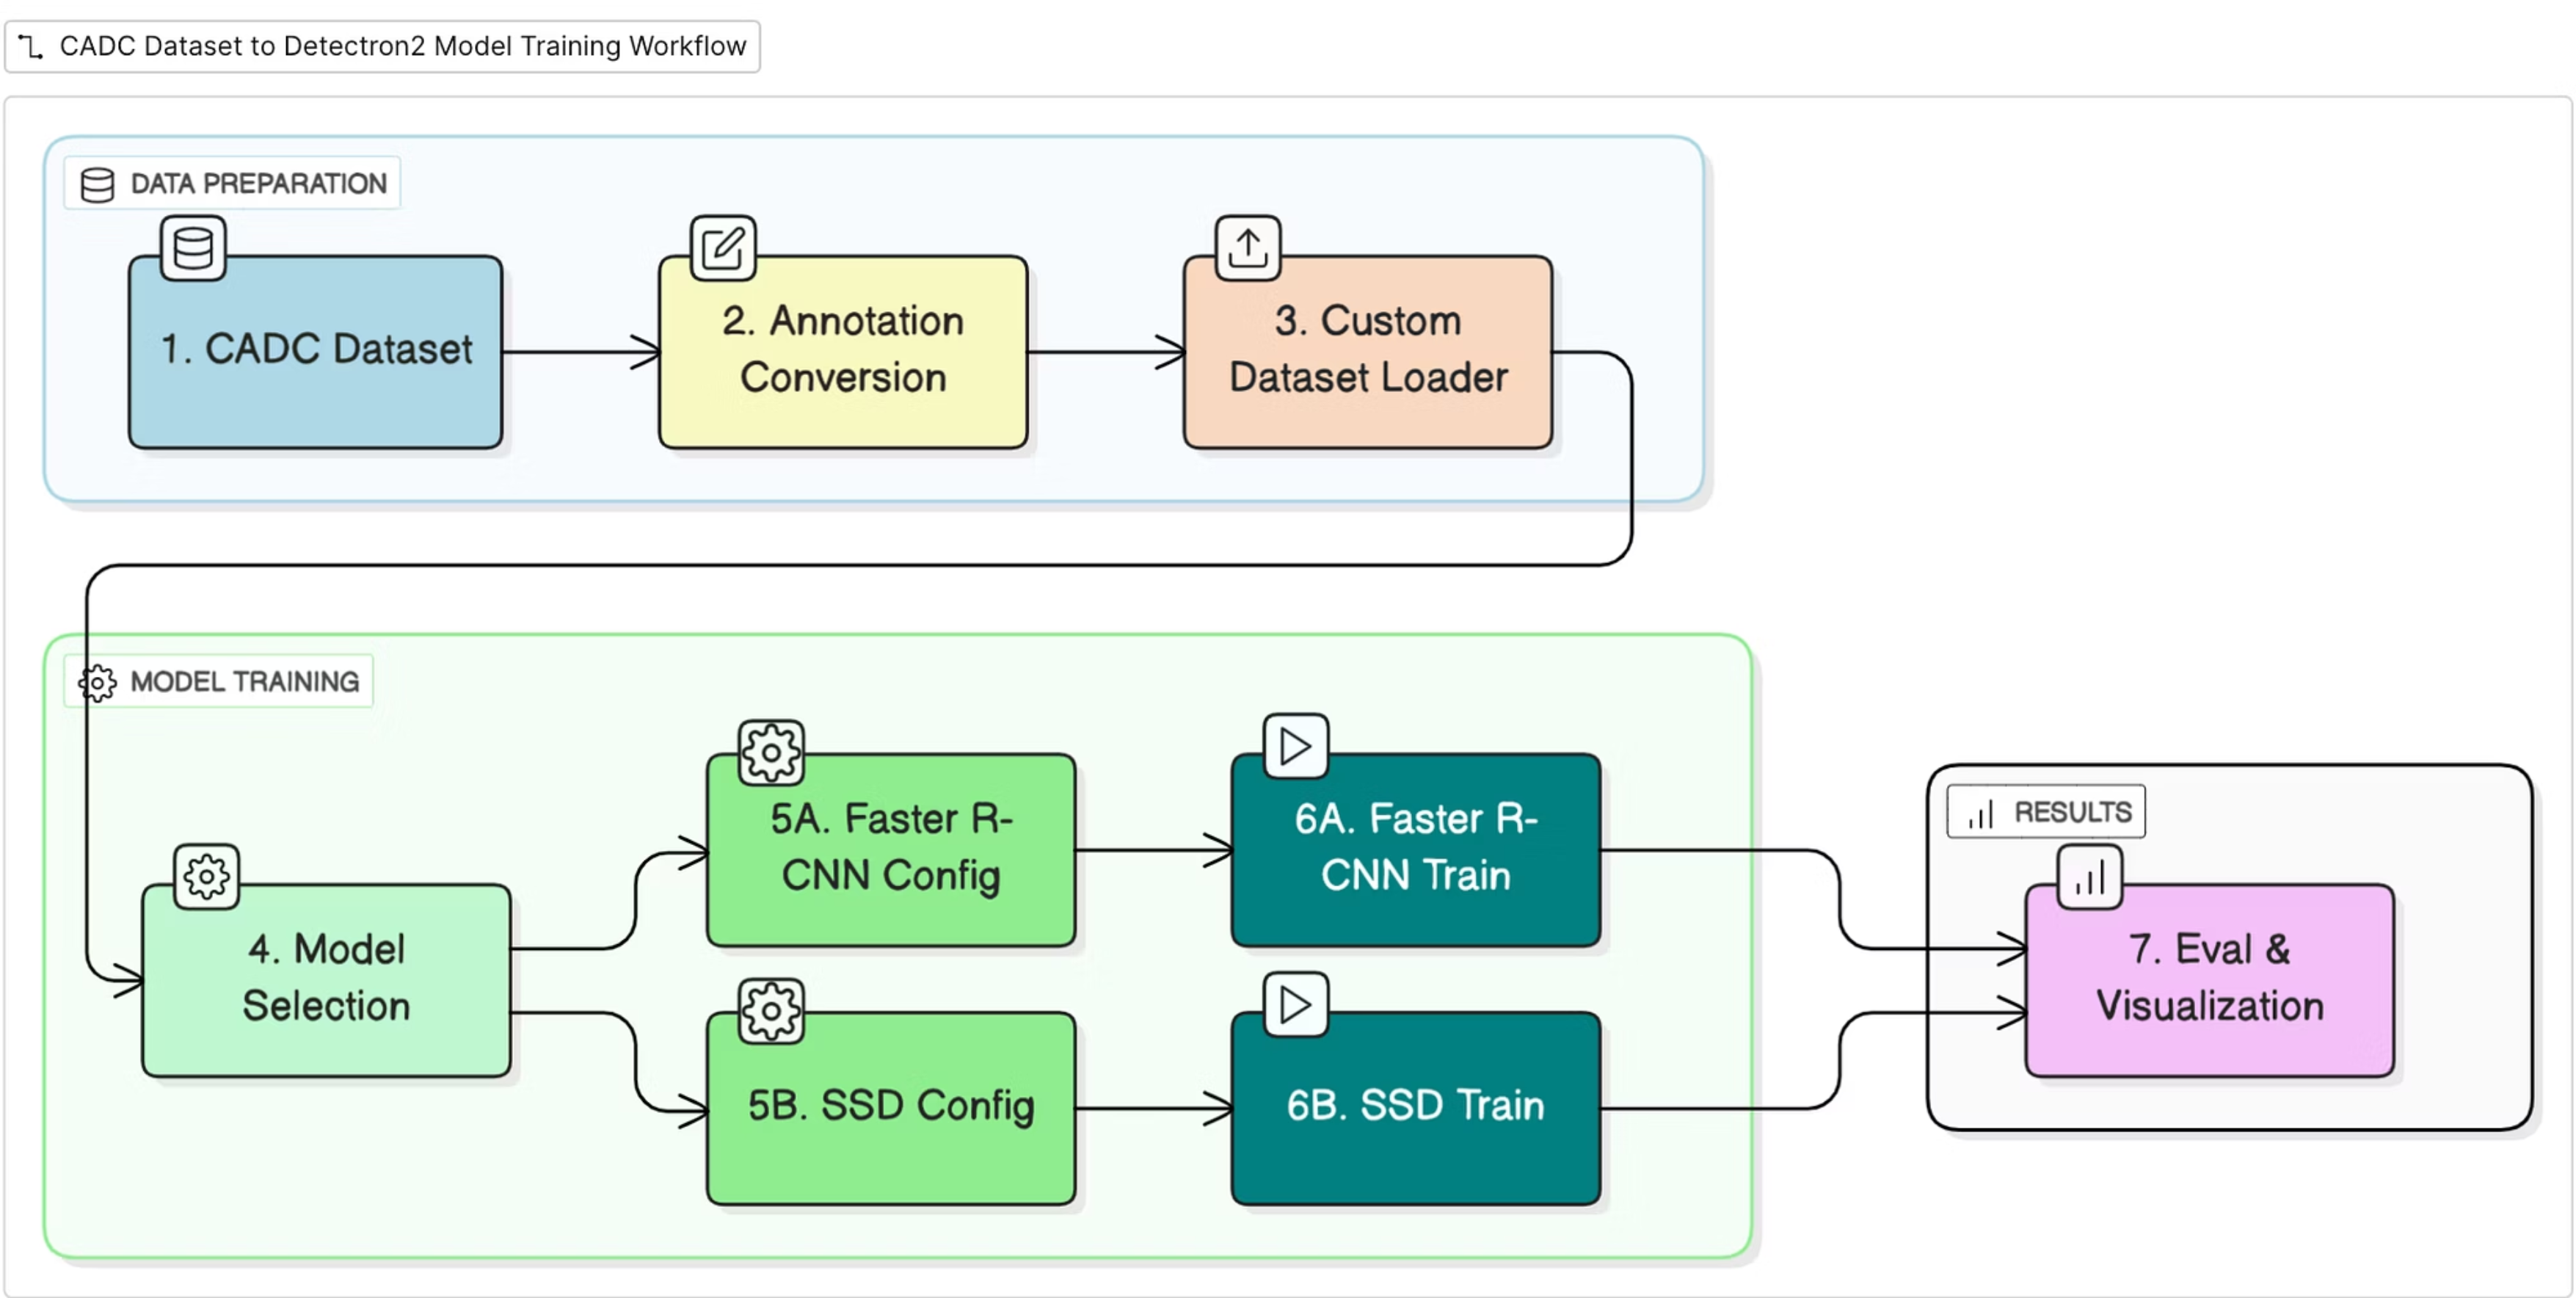 CADC Dataset to Detectron2 Model Training Workflow
DATA PREPARATION
1. CADC Dataset
2. Annotation
Conversion
3. Custom
Dataset Loader
MODEL TRAINING
4. Model
Selection
5A. Faster R-
CNN Config
6A. Faster R-
CNN Train
5B. SSD Config
6B. SSD Train
RESULTS
7. Eval &
Visualization